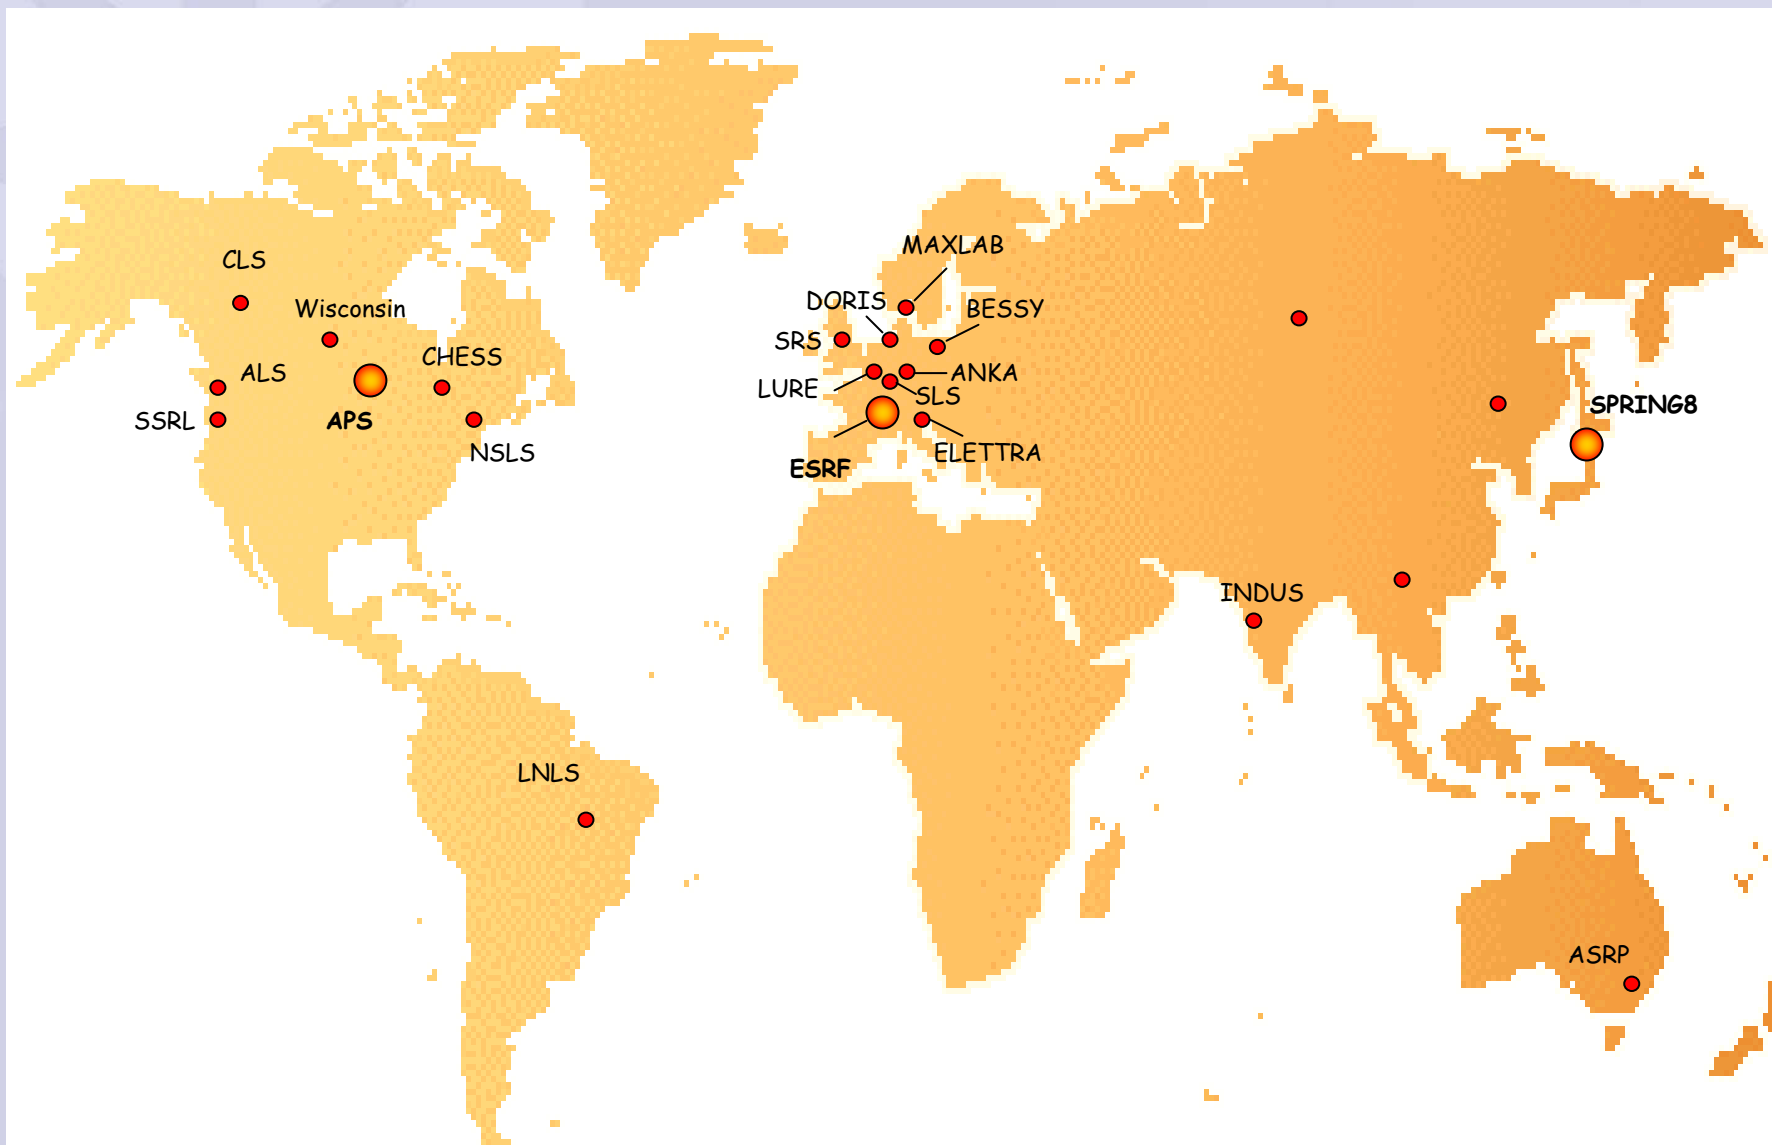 MAXLAB
CLS
DORIS
BESSY
Wisconsin
SRS
CHESS
ALS
ANKA
LURE
SLS
SPRING8
SSRL
APS
NSLS
ELETTRA
ESRF
INDUS
LNLS
ASRP